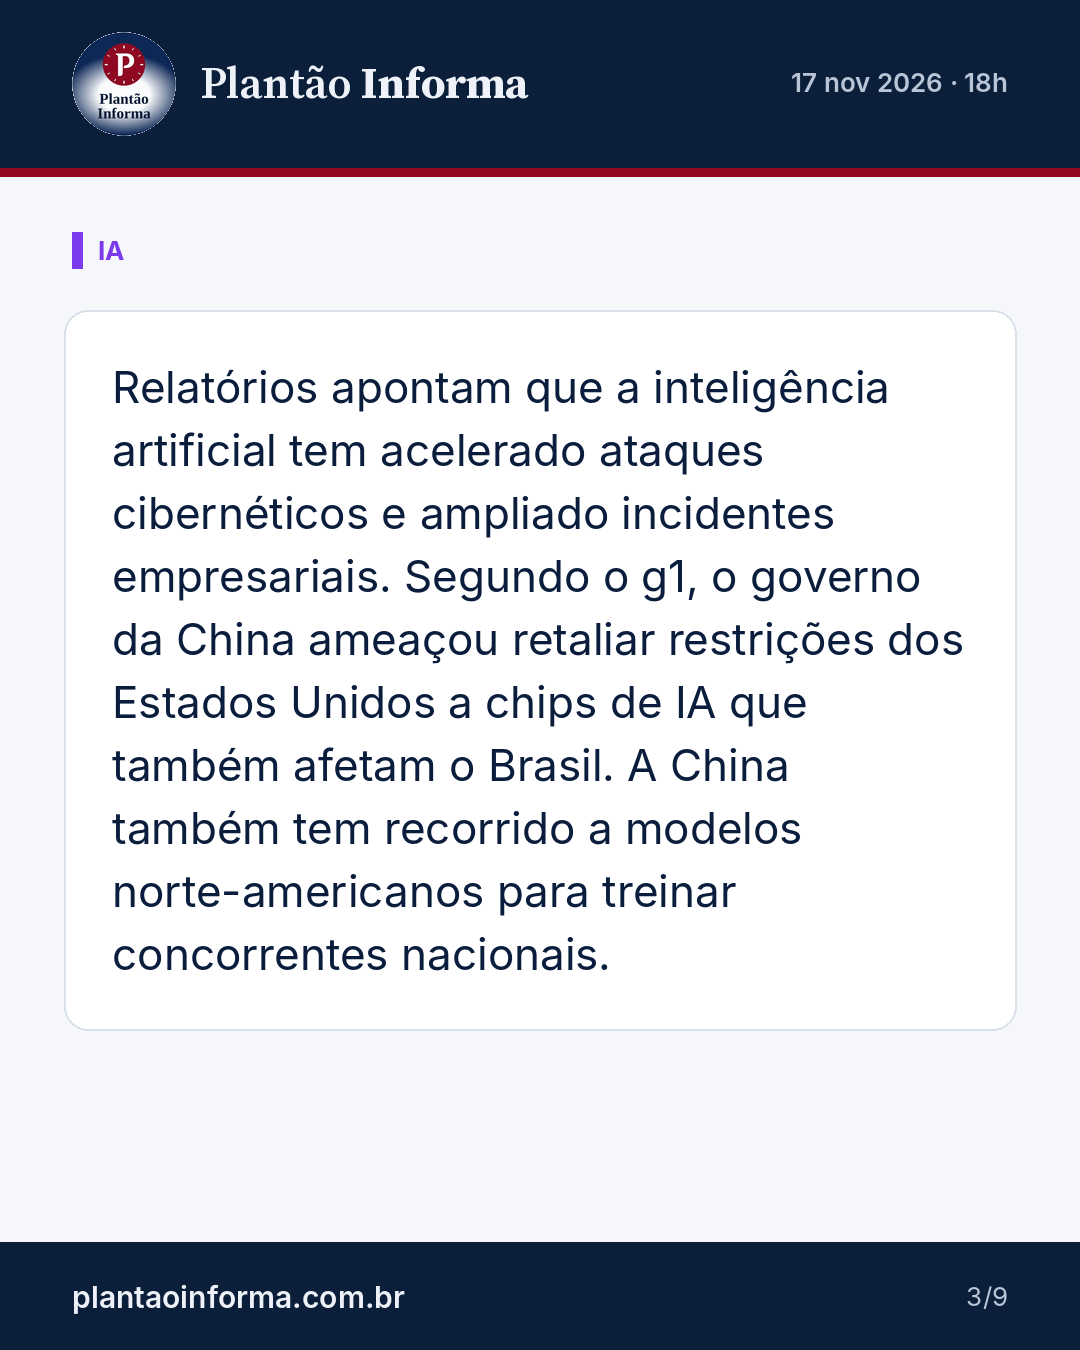 P
Plantão
Informa
Plantão Informa
17 nov 2026 · 18h
IA
Relatórios apontam que a inteligência
artificial tem acelerado ataques
cibernéticos e ampliado incidentes
empresariais. Segundo o g1, o governo
da China ameaçou retaliar restrições dos
Estados Unidos a chips de IA que
também afetam o Brasil. A China
também tem recorrido a modelos
norte-americanos para treinar
concorrentes nacionais.
plantaoinforma.com.br
3/9